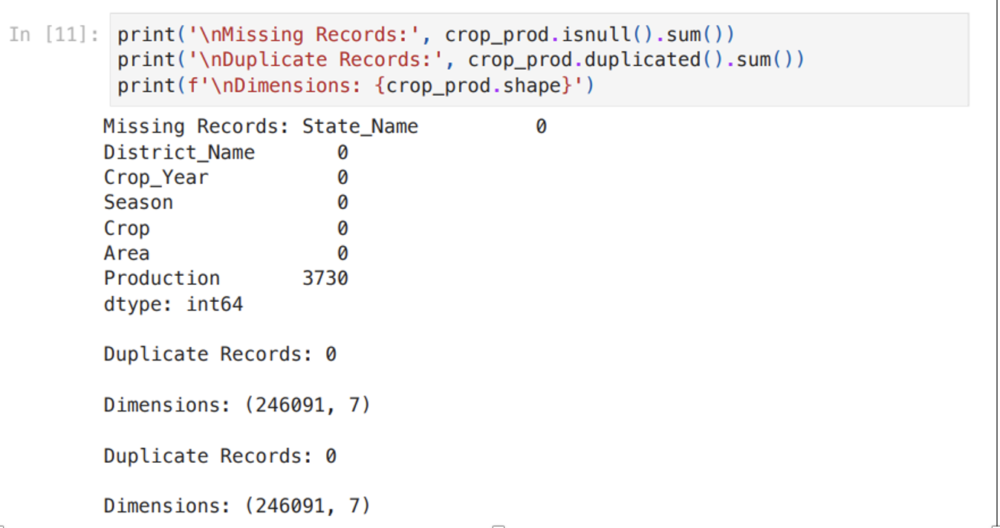 In [11]: print('\nMissing Records:', crop_prod.isnull().sum())
print('\nDuplicate Records:', crop_prod.duplicated().sum())
print(f'\nDimensions: {crop_prod.shape}')
Missing Records: State_Name          0
District_Name       0
Crop_Year           0
Season              0
Crop                0
Area                0
Production       3730
dtype: int64
Duplicate Records: 0
Dimensions: (246091, 7)
Duplicate Records: 0
Dimensions: (246091, 7)